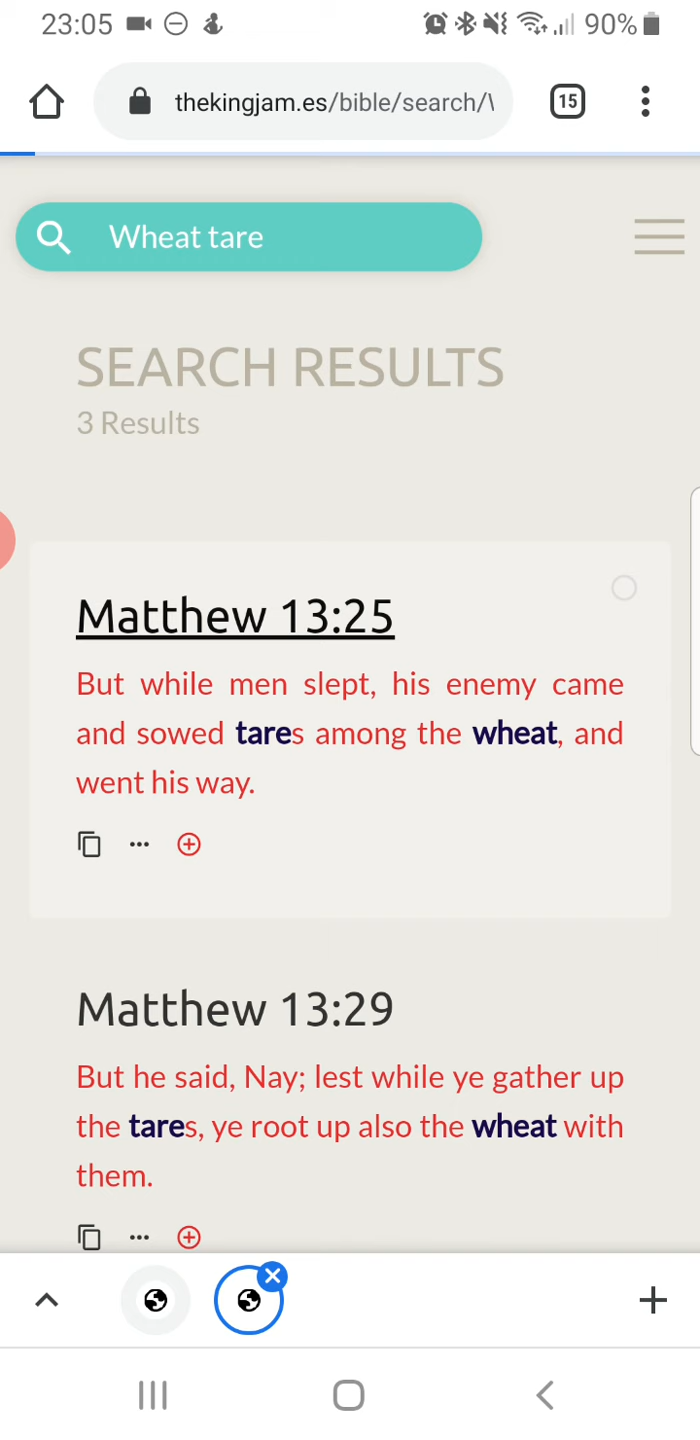 23:05 90%
thekingjam.es/bible/search/\
15
Wheat tare
SEARCH RESULTS
3 Results
Matthew 13:25
But while men slept, his enemy came
and sowed tares among the wheat, and
went his way.
Matthew 13:29
But he said, Nay; lest while ye gather up
the tares, ye root up also the wheat with
them.